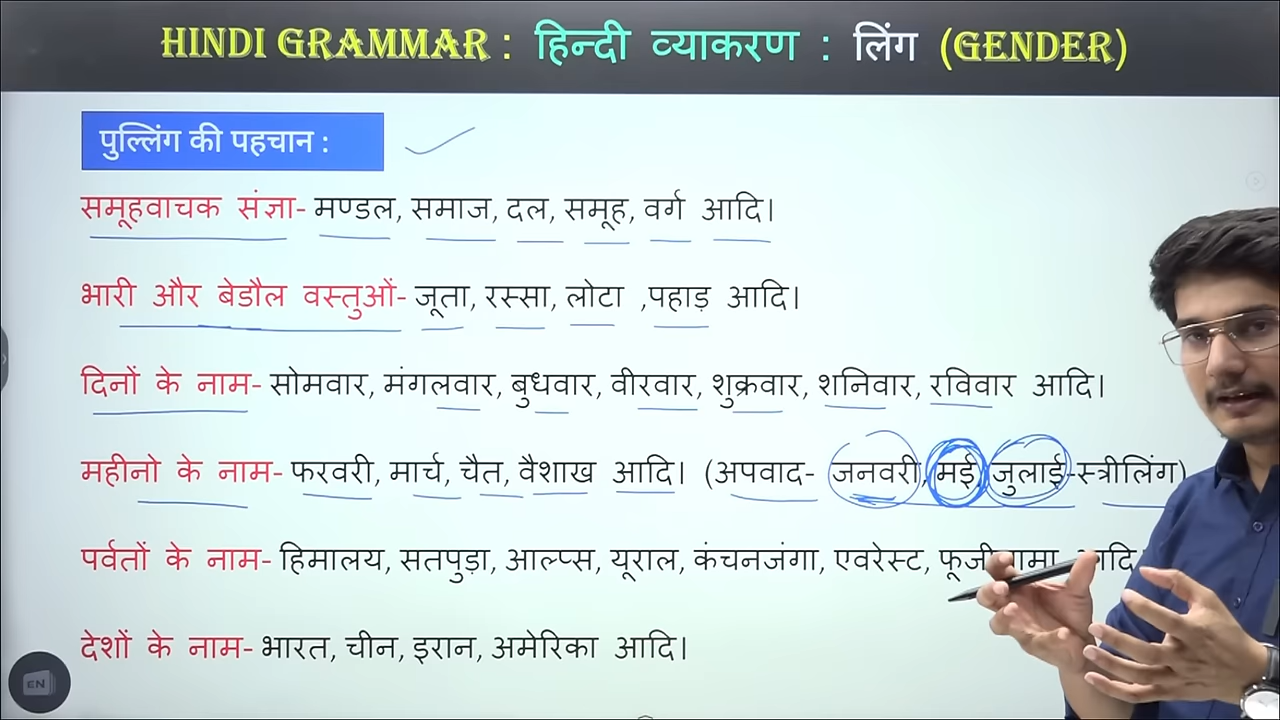 HINDI GRAMMAR : हिन्दी व्याकरण : लिंग (GENDER)
पुल्लिंग की पहचान :
समूहवाचक संज्ञा- मण्डल, समाज, दल, समूह, वर्ग आदि।
भारी और बेडौल वस्तुओं- जूता, रस्सा, लोटा ,पहाड़ आदि।
दिनों के नाम- सोमवार, मंगलवार, बुधवार, वीरवार, शुक्रवार, शनिवार, रविवार आदि।
महीनो के नाम- फरवरी, मार्च, चैत, वैशाख आदि। (अपवाद- जनवरी, मई, जुलाई-स्त्रीलिंग)
पर्वतों के नाम- हिमालय, सतपुड़ा, आल्प्स, यूराल, कंचनजंगा, एवरेस्ट,
देशों के नाम- भारत, चीन, इरान, अमेरिका आदि।
EN